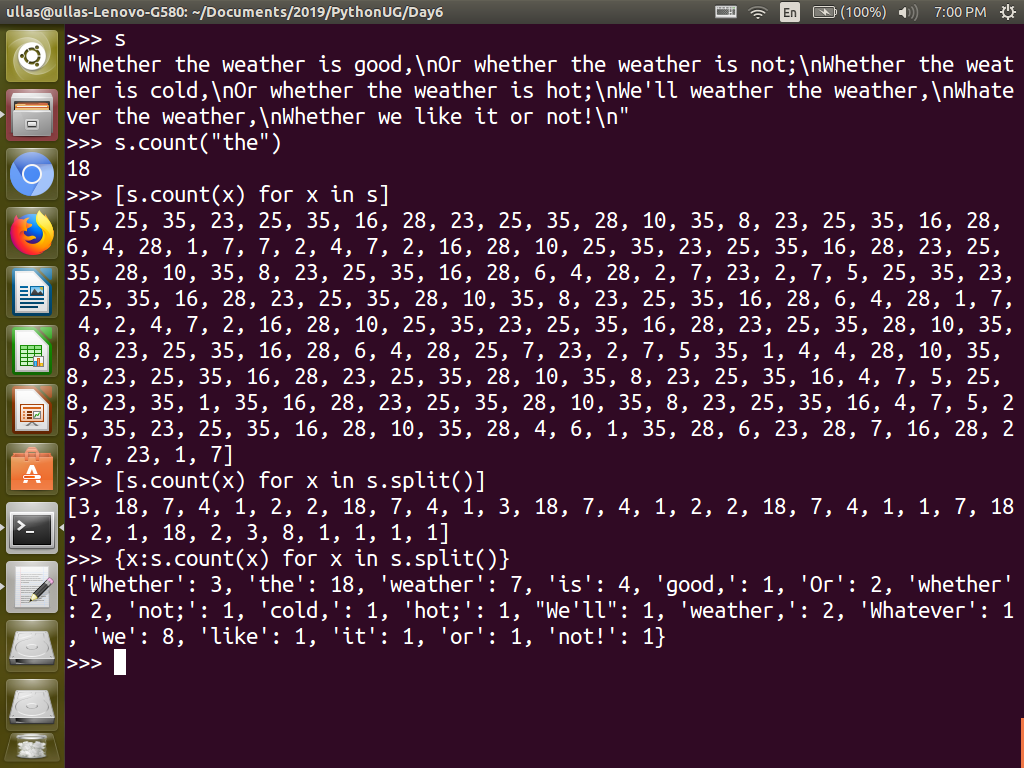 ullas@ullas-Lenovo-G580: ~/Documents/2019/PythonUG/Day6 En (100%) 7:00 PM
>>> s
"Whether the weather is good,\nOr whether the weather is not;\nWhether the weat
her is cold,\nOr whether the weather is hot;\nWe'll weather the weather,\nWhate
ver the weather,\nWhether we like it or not!\n"
>>> s.count("the")
18
>>> [s.count(x) for x in s]
[5, 25, 35, 23, 25, 35, 16, 28, 23, 25, 35, 28, 10, 35, 8, 23, 25, 35, 16, 28,
6, 4, 28, 1, 7, 7, 2, 4, 7, 2, 16, 28, 10, 25, 35, 23, 25, 35, 16, 28, 23, 25,
35, 28, 10, 35, 8, 23, 25, 35, 16, 28, 6, 4, 28, 2, 7, 23, 2, 7, 5, 25, 35, 23,
25, 35, 16, 28, 23, 25, 35, 28, 10, 35, 8, 23, 25, 35, 16, 28, 6, 4, 28, 1, 7,
4, 2, 4, 7, 2, 16, 28, 10, 25, 35, 23, 25, 35, 16, 28, 23, 25, 35, 28, 10, 35,
8, 23, 25, 35, 16, 28, 6, 4, 28, 25, 7, 23, 2, 7, 5, 35, 1, 4, 4, 28, 10, 35,
8, 23, 25, 35, 16, 28, 23, 25, 35, 28, 10, 35, 8, 23, 25, 35, 16, 4, 7, 5, 25,
8, 23, 35, 1, 35, 16, 28, 23, 25, 35, 28, 10, 35, 8, 23, 25, 35, 16, 4, 7, 5, 2
5, 35, 23, 25, 35, 16, 28, 10, 35, 28, 4, 6, 1, 35, 28, 6, 23, 28, 7, 16, 28, 2
, 7, 23, 1, 7]
>>> [s.count(x) for x in s.split()]
[3, 18, 7, 4, 1, 2, 2, 18, 7, 4, 1, 3, 18, 7, 4, 1, 2, 2, 18, 7, 4, 1, 1, 7, 18
, 2, 1, 18, 2, 3, 8, 1, 1, 1, 1]
>>> {x:s.count(x) for x in s.split()}
{'Whether': 3, 'the': 18, 'weather': 7, 'is': 4, 'good,': 1, 'Or': 2, 'whether'
: 2, 'not;': 1, 'cold,': 1, 'hot;': 1, "We'll": 1, 'weather,': 2, 'Whatever': 1
, 'we': 8, 'like': 1, 'it': 1, 'or': 1, 'not!': 1}
>>>